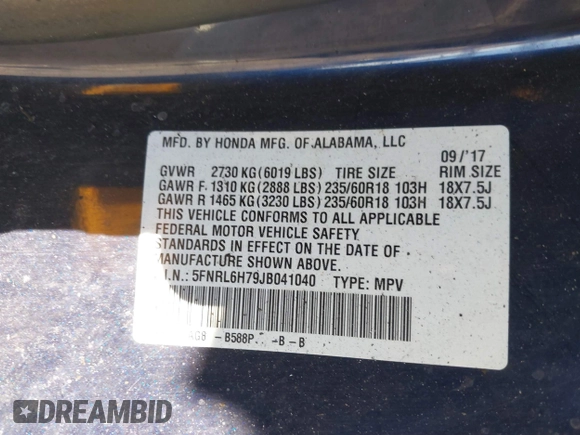 MFD. BY HONDA MFG. OF ALABAMA, LLC 09/'17
GVWR 2730 KG(6019 LBS) TIRE SIZE RIM SIZE
GAWR F 1310 KG(2888 LBS) 235/60R18 103H 18X7.5J
GAWR R 1465 KG(3230 LBS) 235/60R18 103H 18X7.5J
THIS VEHICLE CONFORMS TO ALL APPLICABLE
FEDERAL MOTOR VEHICLE SAFETY
STANDARDS IN EFFECT ON THE DATE OF
MANUFACTURE SHOWN ABOVE.
.I.N.: 5FNRL6H79JB041040 TYPE: MPV
B588P -B-B
DREAMBID